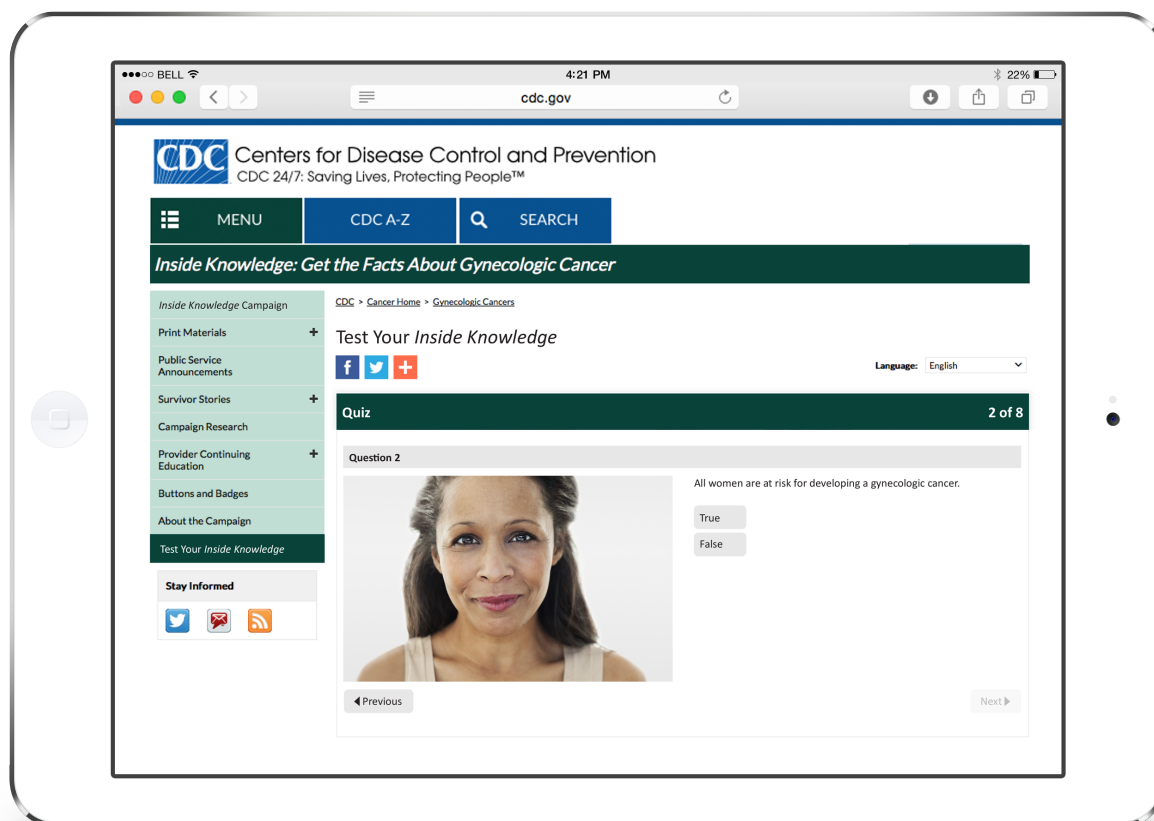 BELL 4:21 PM 22%
cdc.gov
CDC Centers for Disease Control and Prevention
CDC 24/7: Saving Lives, Protecting People™
MENU CDC A-Z SEARCH
Inside Knowledge: Get the Facts About Gynecologic Cancer
Inside Knowledge Campaign
Print Materials +
Public Service
Announcements
Survivor Stories +
Campaign Research
Provider Continuing +
Education
Buttons and Badges
About the Campaign
Test Your Inside Knowledge
Stay Informed
CDC > Cancer Home > Gynecologic Cancers
Test Your Inside Knowledge
f +
Language: English
Quiz 2 of 8
Question 2
All women are at risk for developing a gynecologic cancer.
True
False
Previous Next